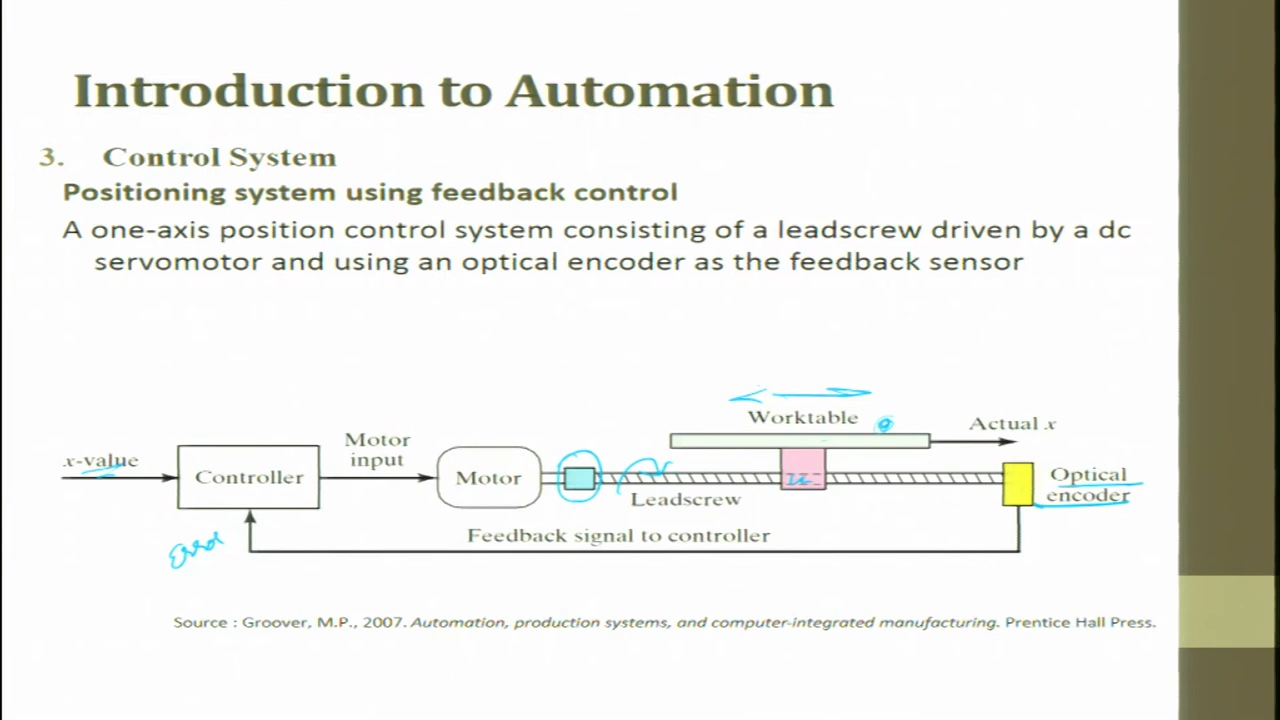 Introduction to Automation
3. Control System
Positioning system using feedback control
A one-axis position control system consisting of a leadscrew driven by a dc
servomotor and using an optical encoder as the feedback sensor
Worktable
Actual x
Motor
input
x-value
Controller
Motor
Leadscrew
Optical
encoder
Feedback signal to controller
Source : Groover, M.P., 2007. Automation, production systems, and computer-integrated manufacturing. Prentice Hall Press.